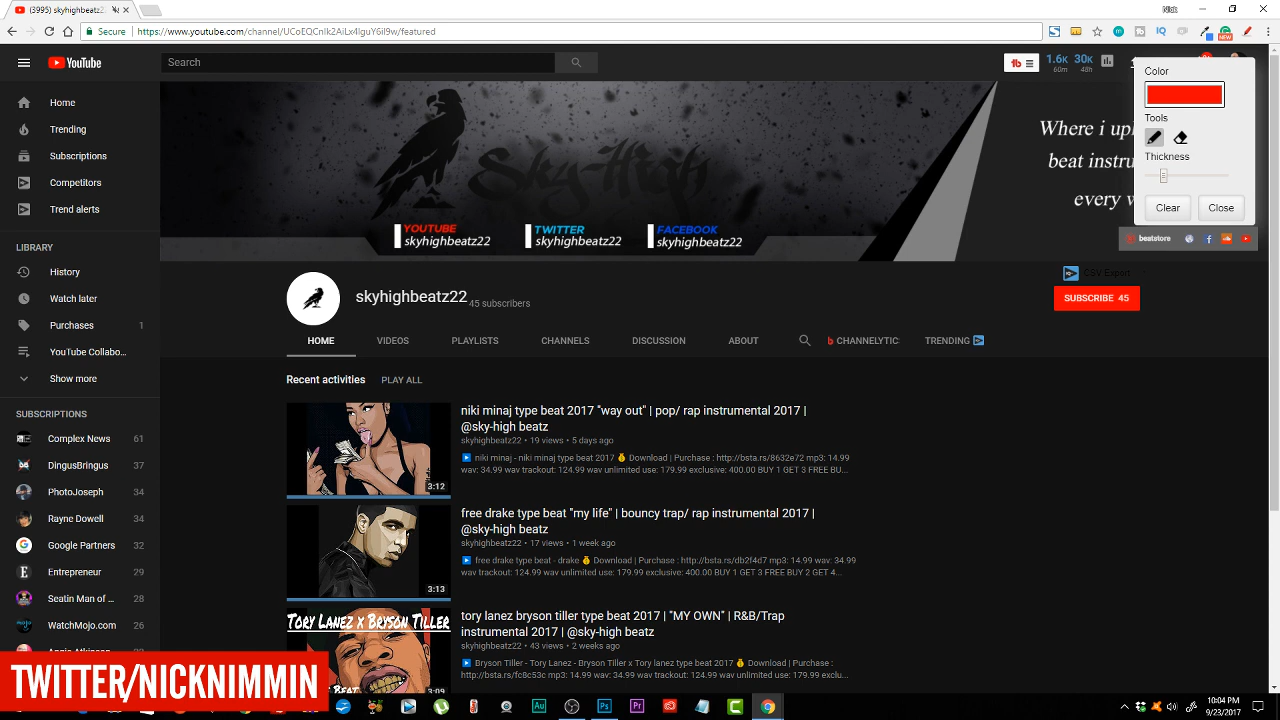 (3995) skyhighbeatz2
Nick
Secure
https://www.youtube.com/channel/UCoEQCnIk2AiLx4lguY6iI9w/featured
YouTube
Search
1.6K
60m
30K
48h
Color
Tools
Thickness
Clear
Close
Home
Trending
Subscriptions
Competitors
Trend alerts
LIBRARY
History
Watch later
Purchases 1
YouTube Collabo...
Show more
SUBSCRIPTIONS
Complex News 61
DingusBringus 37
PhotoJoseph 34
Rayne Dowell 34
Google Partners 32
Entrepreneur 29
Seatin Man of ... 28
WatchMojo.com 26
Sky-High
Where i
beat instru
every w
YOUTUBE
skyhighbeatz22
TWITTER
skyhighbeatz22
FACEBOOK
skyhighbeatz22
beatstore
skyhighbeatz22
45 subscribers
CSV Export
SUBSCRIBE 45
HOME
VIDEOS
PLAYLISTS
CHANNELS
DISCUSSION
ABOUT
CHANNELYTIC
TRENDING
Recent activities
PLAY ALL
niki minaj type beat 2017 "way out" | pop/ rap instrumental 2017 |
@sky-high beatz
skyhighbeatz22 • 19 views • 5 days ago
niki minaj - niki minaj type beat 2017 💰 Download | Purchase : http://bsta.rs/8632e72 mp3: 14.99
wav: 34.99 wav trackout: 124.99 wav unlimited use: 179.99 exclusive: 400.00 BUY 1 GET 3 FREE BU...
3:12
free drake type beat "my life" | bouncy trap/ rap instrumental 2017 |
@sky-high beatz
skyhighbeatz22 • 17 views • 1 week ago
free drake type beat - drake 💰 Download | Purchase : http://bsta.rs/db2f4d7 mp3: 14.99 wav: 34.99
wav trackout: 124.99 wav unlimited use: 179.99 exclusive: 400.00 BUY 1 GET 3 FREE BUY 2 GET 4...
3:13
TORY LANEZ X BRYSON TILLER
tory lanez bryson tiller type beat 2017 | "MY OWN" | R&B/Trap
instrumental 2017 | @sky-high beatz
skyhighbeatz22 • 43 views • 2 weeks ago
Bryson Tiller - Tory Lanez - Bryson Tiller x Tory lanez type beat 2017 💰 Download | Purchase :
http://bsta.rs/fc8c53c mp3: 14.99 wav: 34.99 wav trackout: 124.99 wav unlimited use: 179.99
3:09
TWITTER/NICKNIMMIN
10:04 PM
9/23/2017